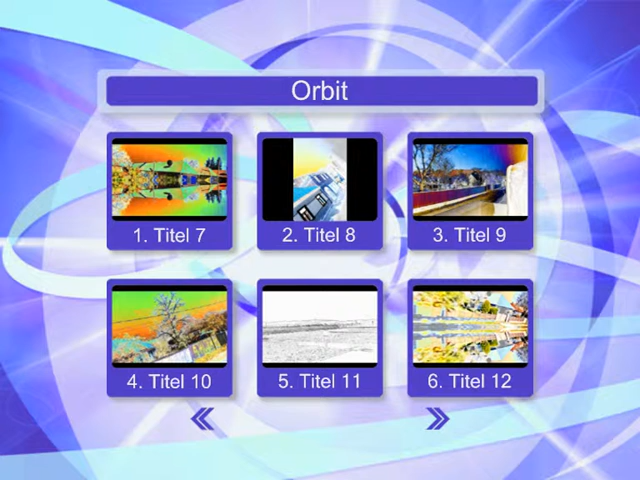 Orbit
1. Titel 7
2. Titel 8
3. Titel 9
4. Titel 10
5. Titel 11
6. Titel 12